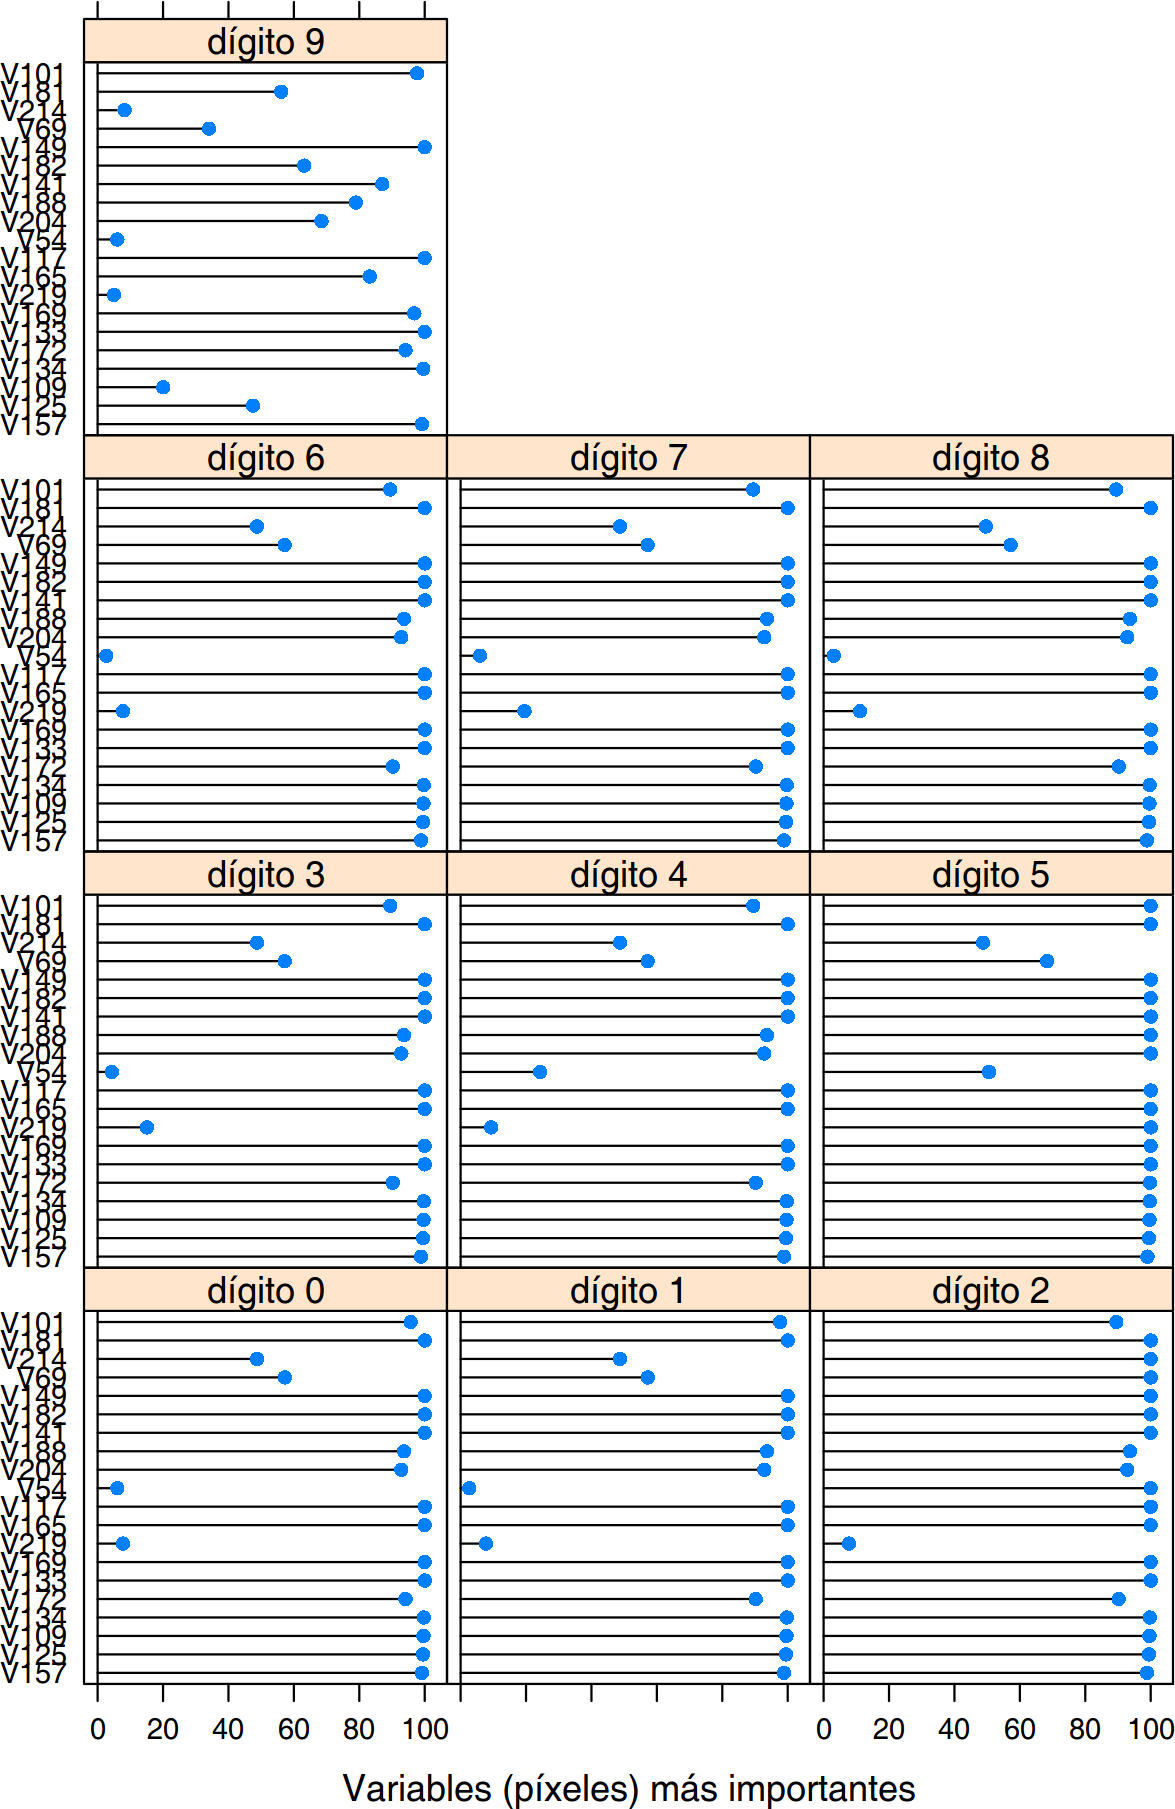 dígito 9
V101
V181
V214
V69
V149
V182
V141
V188
V204
V54
V117
V165
V219
V169
V133
V172
V134
V109
V125
V157
dígito 6 dígito 7 dígito 8
V101
V181
V214
V69
V149
V182
V141
V188
V204
V54
V117
V165
V219
V169
V133
V172
V134
V109
V125
V157
dígito 3 dígito 4 dígito 5
V101
V181
V214
V69
V149
V182
V141
V188
V204
V54
V117
V165
V219
V169
V133
V172
V134
V109
V125
V157
dígito 0 dígito 1 dígito 2
V101
V181
V214
V69
V149
V182
V141
V188
V204
V54
V117
V165
V219
V169
V133
V172
V134
V109
V125
V157
0 20 40 60 80 100 0 20 40 60 80 100
Variables (píxeles) más importantes